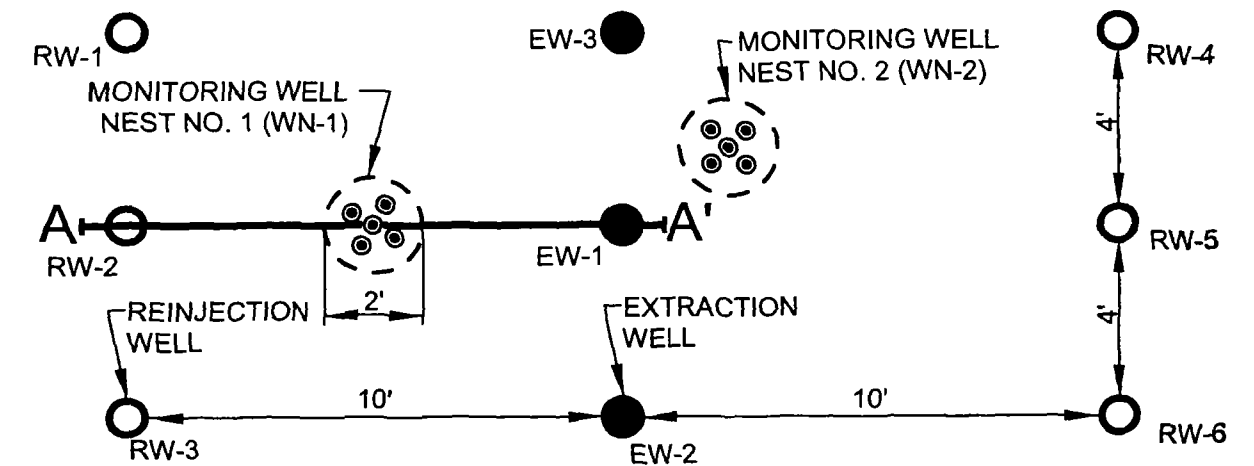 RW-1
EW-3
MONITORING WELL
NEST NO. 2 (WN-2)
RW-4
MONITORING WELL
NEST NO. 1 (WN-1)
4'
A
A'
RW-2
EW-1
RW-5
2'
REINJECTION
WELL
EXTRACTION
WELL
4'
10'
10'
RW-3
EW-2
RW-6